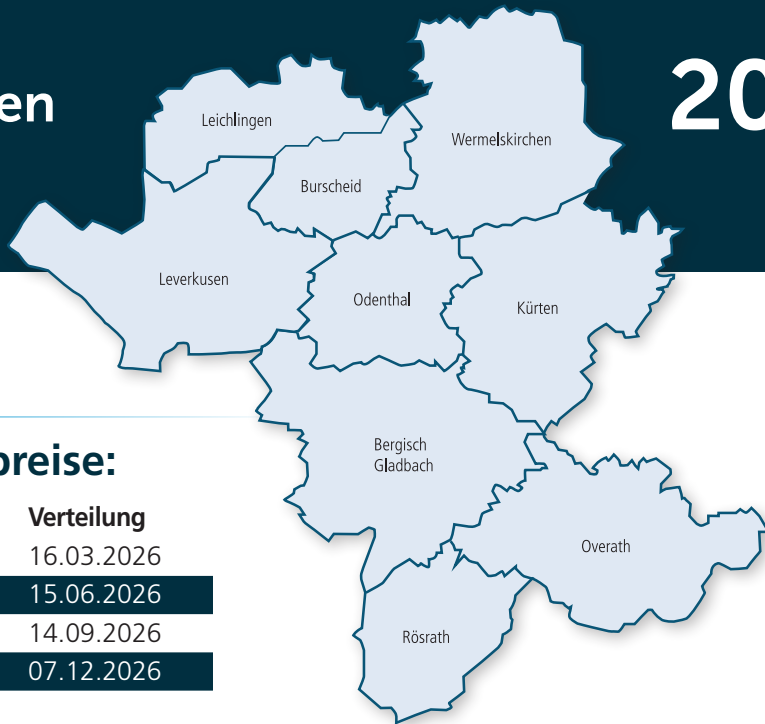 en
20
Leichlingen
Wermelskirchen
Burscheid
Leverkusen
Odenthal
Kürten
preise:
Bergisch
Gladbach
Verteilung
16.03.2026
15.06.2026
14.09.2026
07.12.2026
Overath
Rösrath